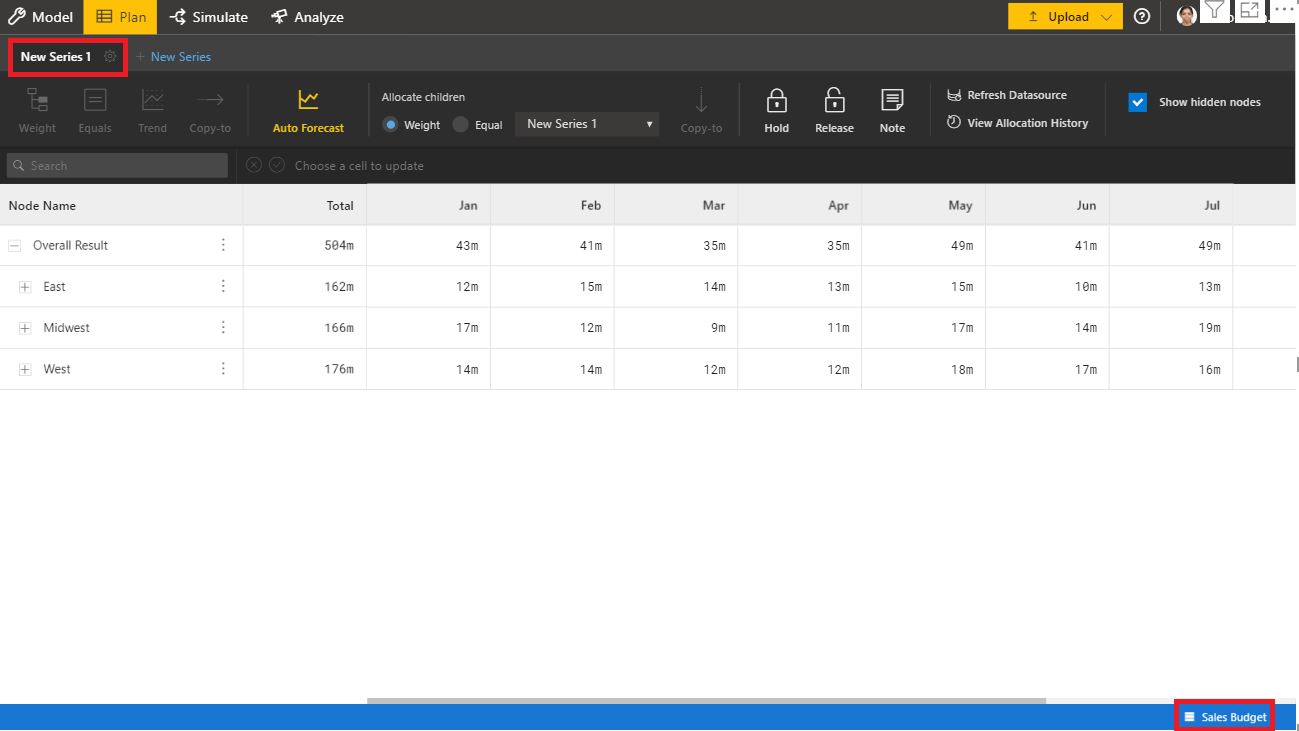 Model Plan Simulate Analyze Upload
New Series 1 + New Series
Weight Equals Trend Copy-to Auto Forecast
Allocate children
Weight Equal New Series 1 Copy-to
Hold Release Note
Refresh Datasource
View Allocation History
Show hidden nodes
Search Choose a cell to update
Node Name Total Jan Feb Mar Apr May Jun Jul
Overall Result 504m 43m 41m 35m 35m 49m 41m 49m
East 162m 12m 15m 14m 13m 15m 10m 13m
Midwest 166m 17m 12m 9m 11m 17m 14m 19m
West 176m 14m 14m 12m 12m 18m 17m 16m
Sales Budget